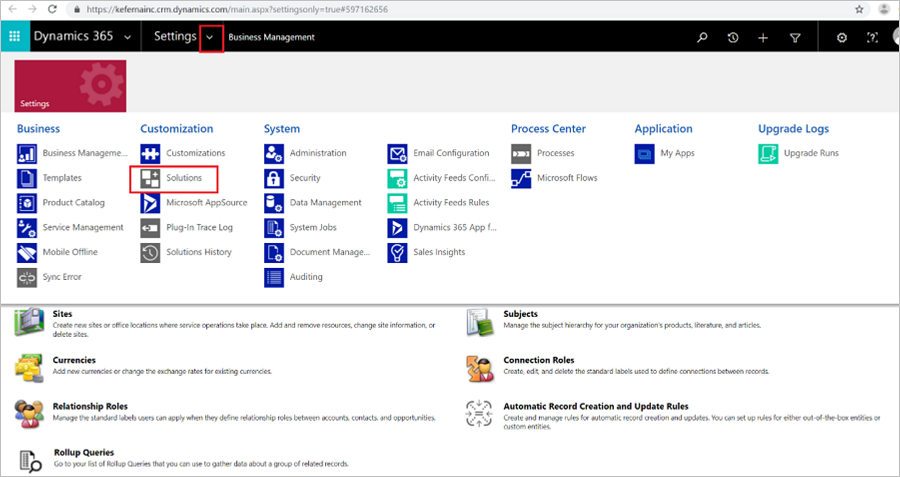 https://kefernainc.crm.dynamics.com/main.aspx?settingsonly=true#597162656
Dynamics 365 Settings Business Management
Settings
Business
Business Manageme...
Templates
Product Catalog
Service Management
Mobile Offline
Sync Error
Customization
Customizations
Solutions
Microsoft AppSource
Plug-In Trace Log
Solutions History
System
Administration
Security
Data Management
System Jobs
Document Manage...
Auditing
Email Configuration
Activity Feeds Confi...
Activity Feeds Rules
Dynamics 365 App f...
Sales Insights
Process Center
Processes
Microsoft Flows
Application
My Apps
Upgrade Logs
Upgrade Runs
Sites
Create new sites or office locations where service operations take place. Add and remove resources, change site information, or
delete sites.
Subjects
Manage the subject hierarchy for your organization's products, literature, and articles.
Currencies
Add new currencies or change the exchange rates for existing currencies.
Connection Roles
Create, edit, and delete the standard labels used to define connections between records.
Relationship Roles
Manage the standard labels users can apply when they define relationship roles between accounts, contacts, and opportunities.
Automatic Record Creation and Update Rules
Create and manage rules for automatic record creation and updates. You can set up rules for either out-of-the-box entities or
custom entities.
Rollup Queries
Go to your list of Rollup Queries that you can use to gather data about a group of related records.